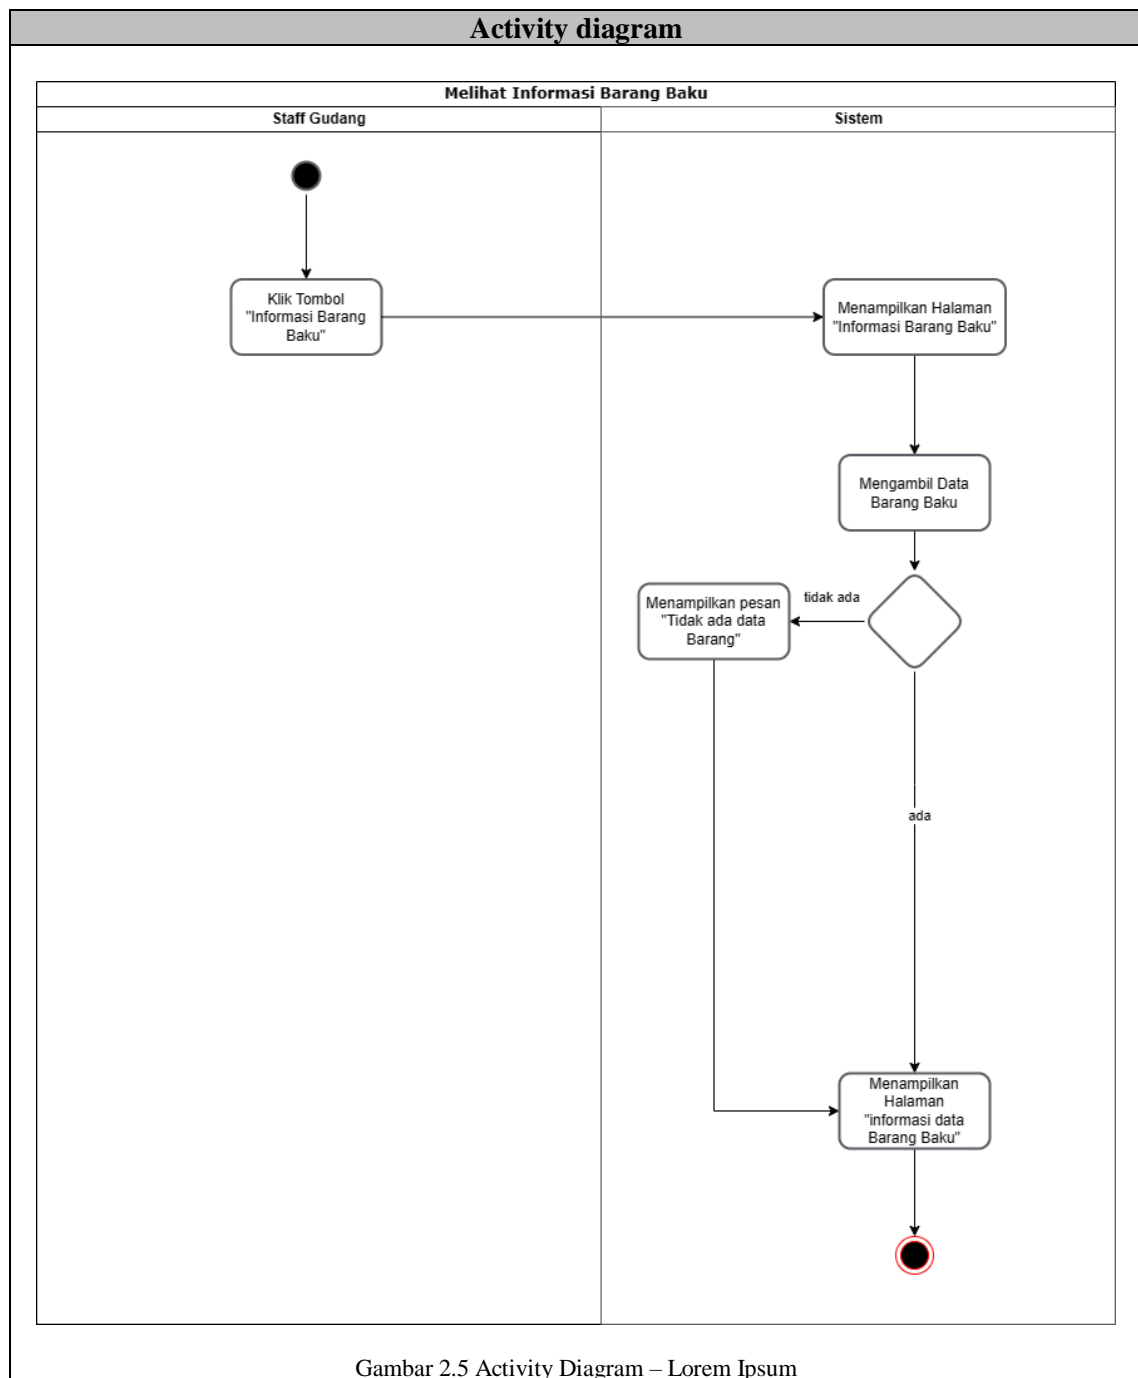 Activity diagram
Melihat Informasi Barang Baku
Staff Gudang
Sistem
Klik Tombol
"Informasi Barang
Baku"
Menampilkan Halaman
"Informasi Barang Baku"
Mengambil Data
Barang Baku
tidak ada
Menampilkan pesan
"Tidak ada data
Barang"
ada
Menampilkan
Halaman
"informasi data
Barang Baku"
Gambar 2.5 Activity Diagram – Lorem Ipsum